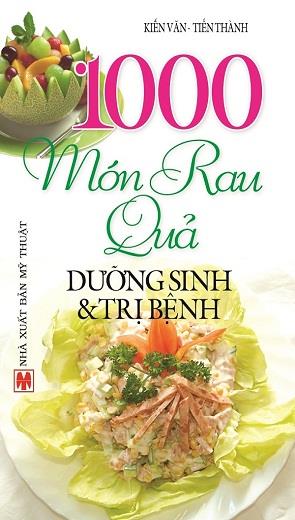 KIẾN VĂN - TIẾN THÀNH
1000
Món Rau
Quả
DƯỠNG SINH
& TRỊ BỆNH
NHÀ XUẤT BẢN MỸ THUẬT